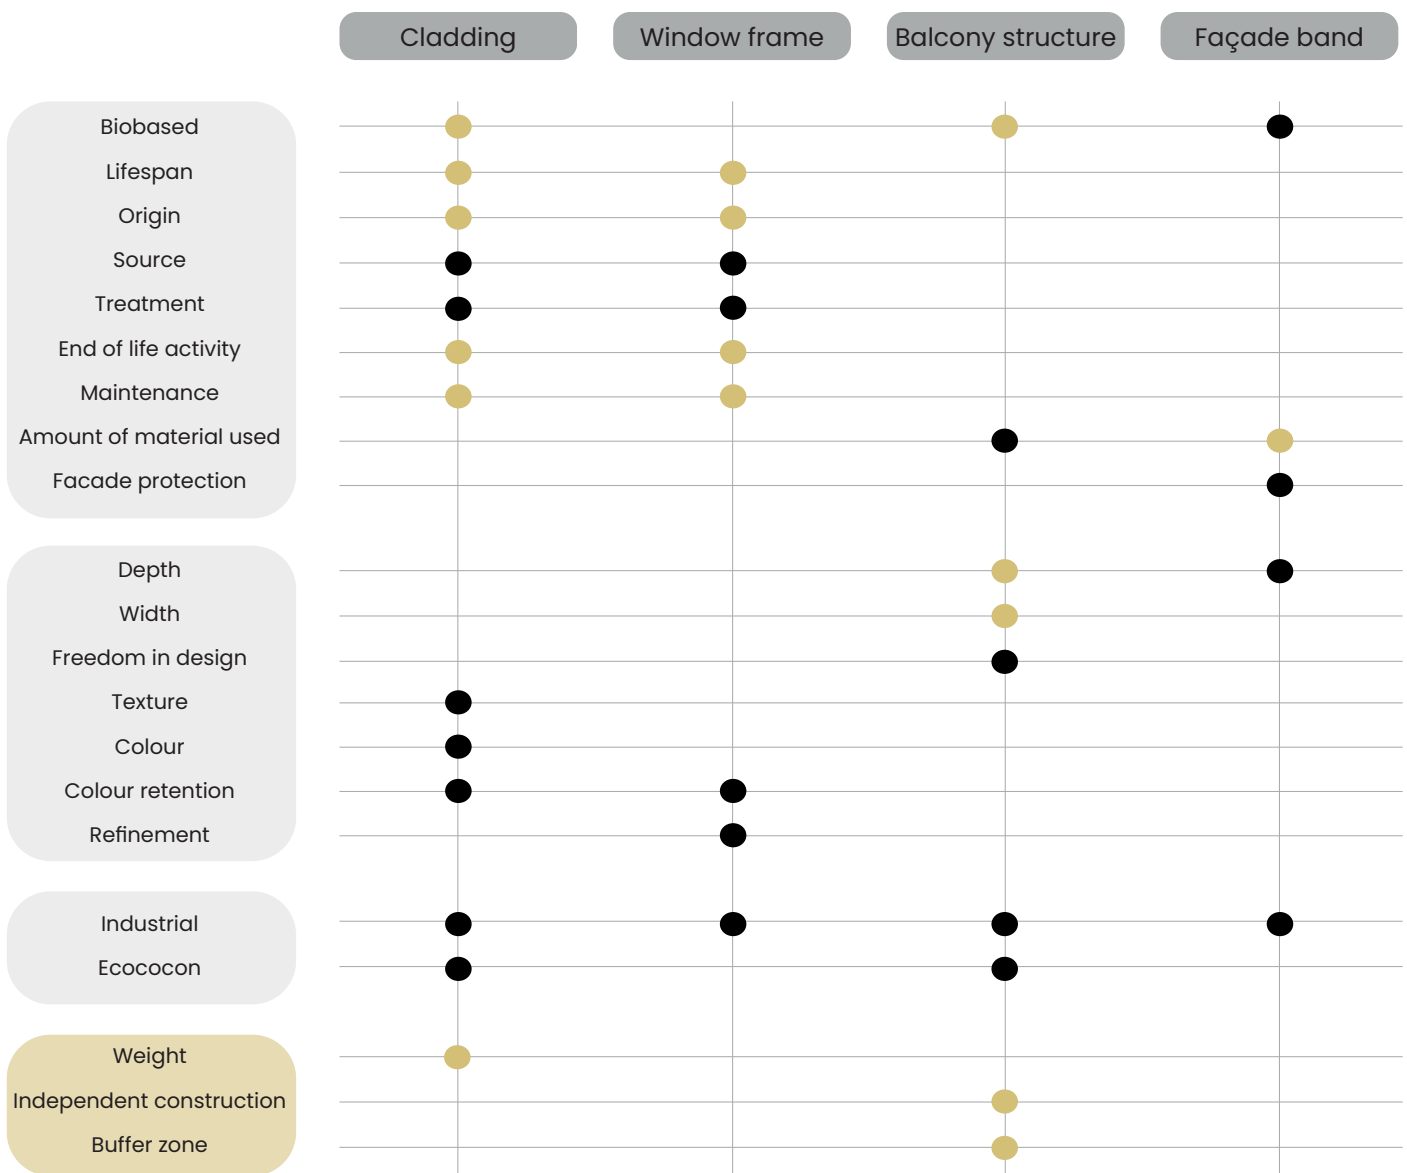 Cladding
Window frame
Balcony structure
Façade band
Biobased
Lifespan
Origin
Source
Treatment
End of life activity
Maintenance
Amount of material used
Facade protection
Depth
Width
Freedom in design
Texture
Colour
Colour retention
Refinement
Industrial
Ecococon
Weight
Independent construction
Buffer zone